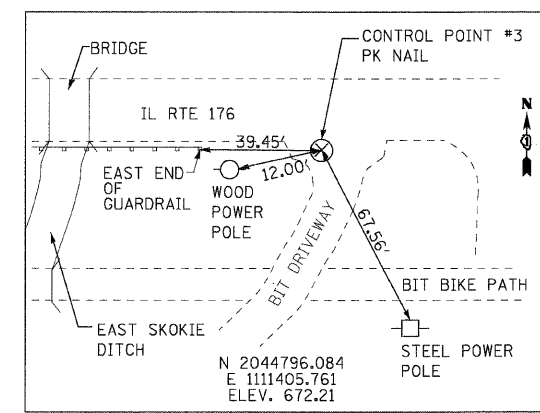 BRIDGE
CONTROL POINT #3
PK NAIL
IL RTE 176
N
39.45'
12.00'
EAST END
OF
GUARDRAIL
WOOD
POWER
POLE
67.56'
BIT DRIVEWAY
BIT BIKE PATH
EAST SKOKIE
DITCH
STEEL POWER
POLE
N 2044796.084
E 1111405.761
ELEV. 672.21